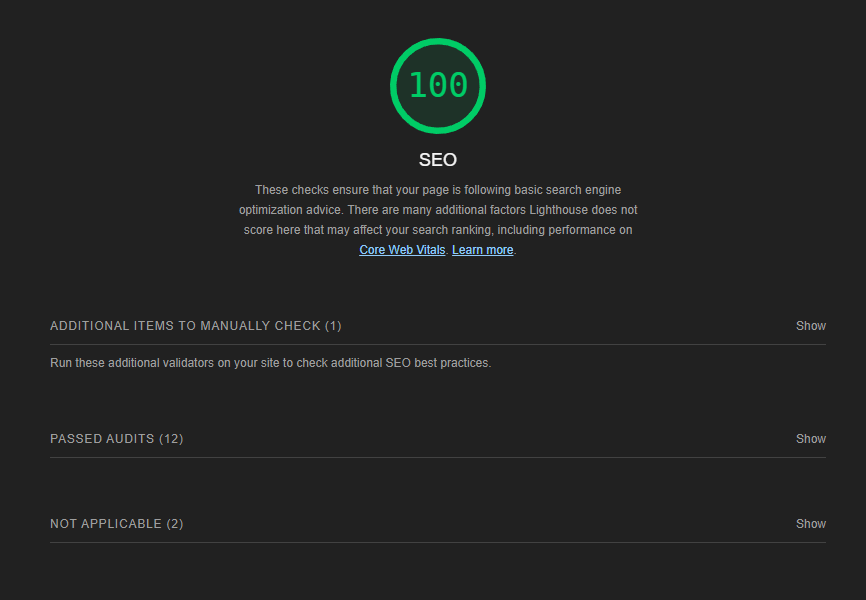 100
SEO
These checks ensure that your page is following basic search engine
optimization advice. There are many additional factors Lighthouse does not
score here that may affect your search ranking, including performance on
Core Web Vitals. Learn more.
ADDITIONAL ITEMS TO MANUALLY CHECK (1) Show
Run these additional validators on your site to check additional SEO best practices.
PASSED AUDITS (12) Show
NOT APPLICABLE (2) Show